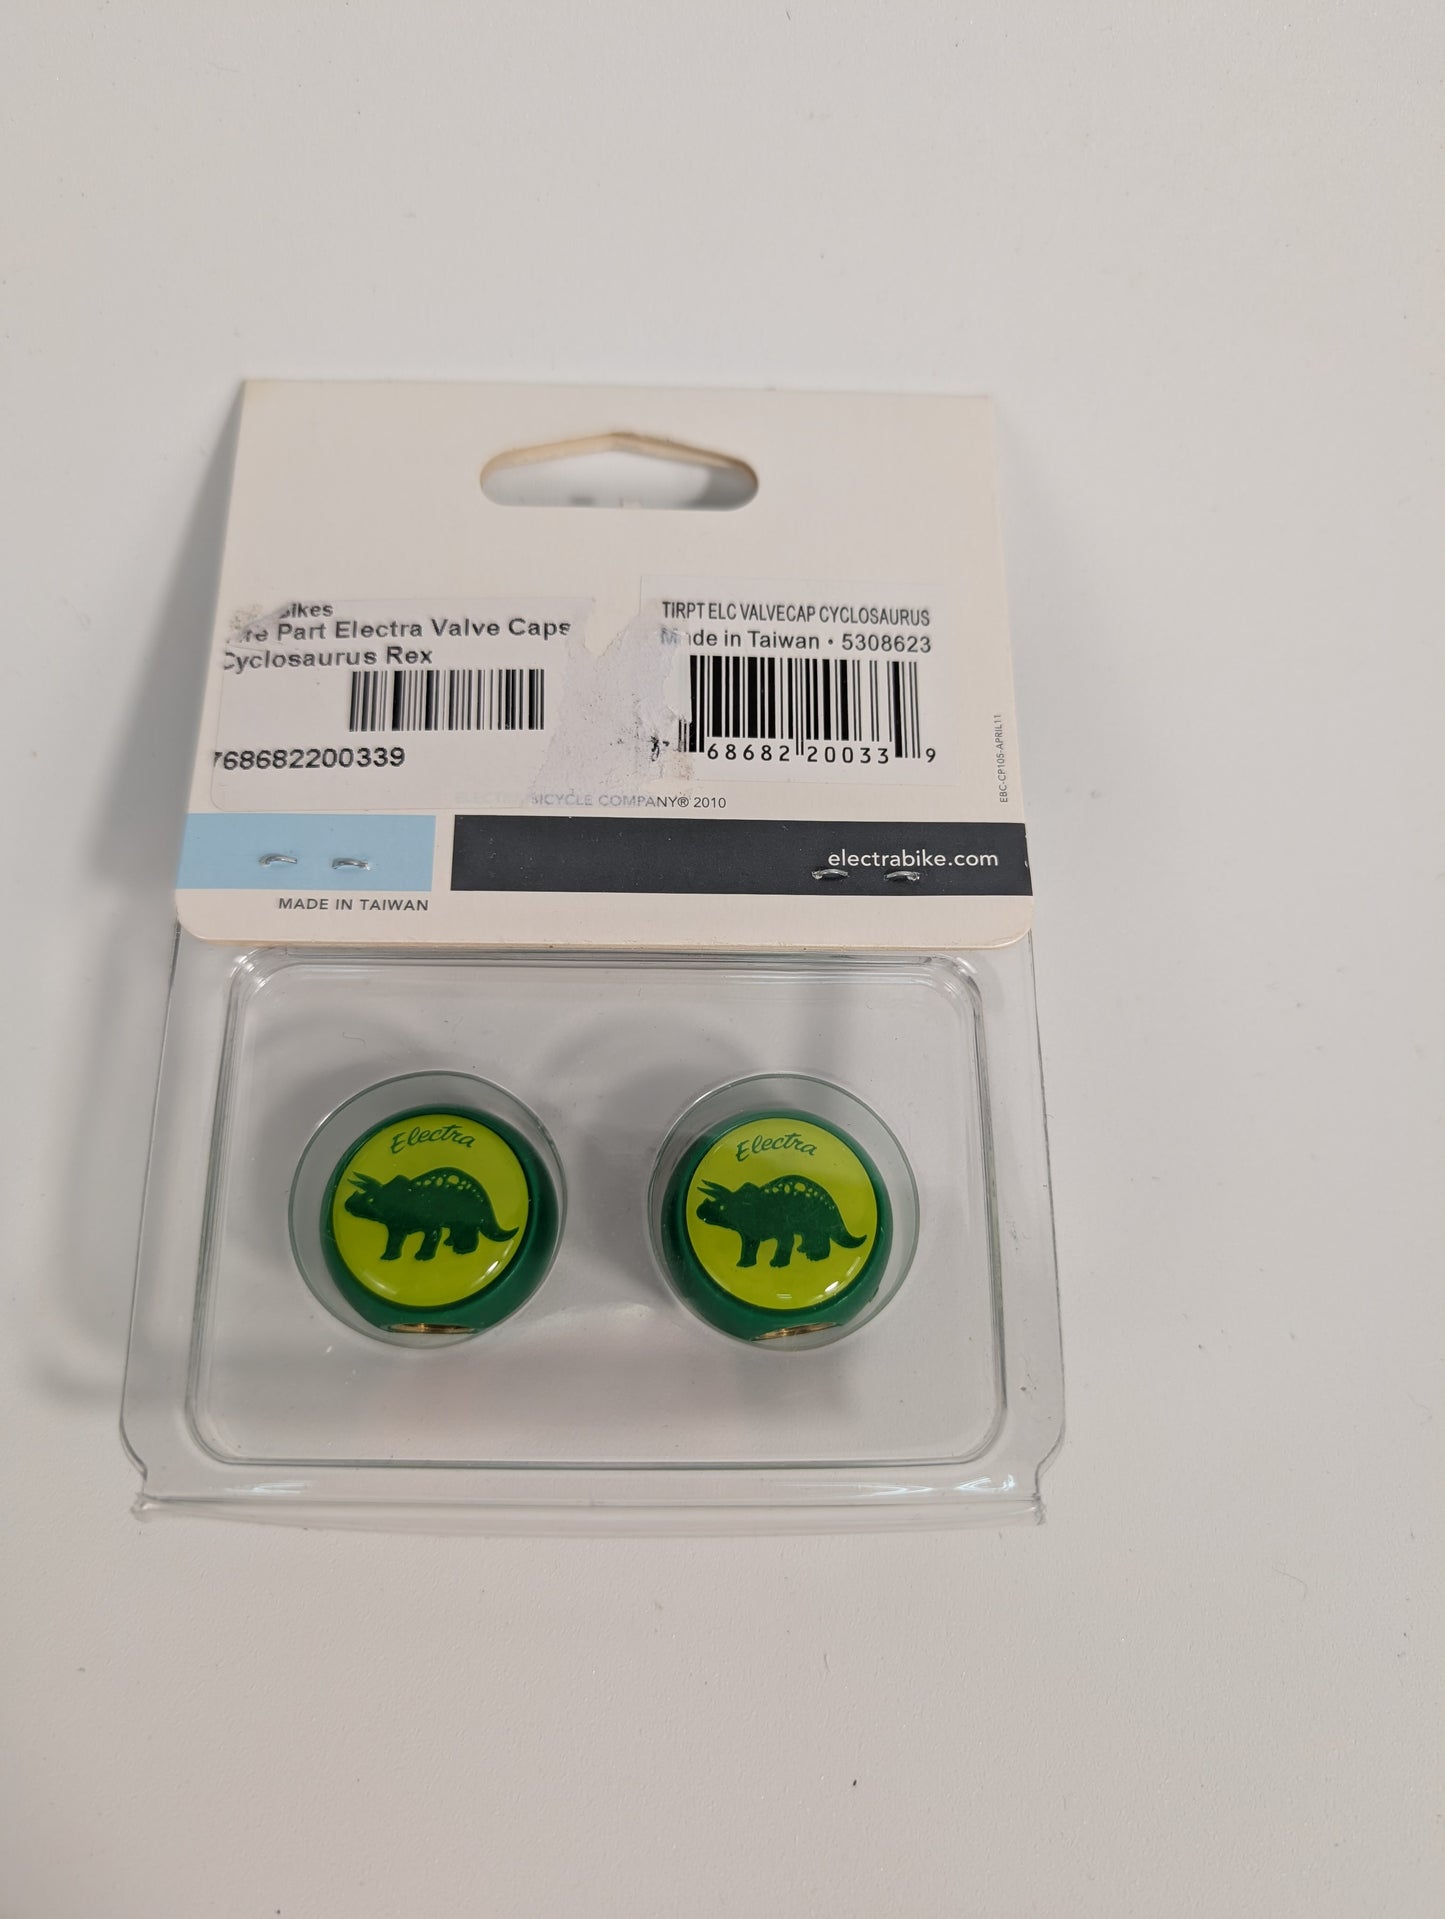 Part Electra Valve Caps
Cyclosaurus Rex
768682200339
TIRPT ELC VALVECAP CYCLOSAURUS
Made in Taiwan • 5308623
68682 20033 9
EBC-CP105-APRIL11
ELECTRA BICYCLE COMPANY® 2010
electrabike.com
MADE IN TAIWAN
Electra
Electra